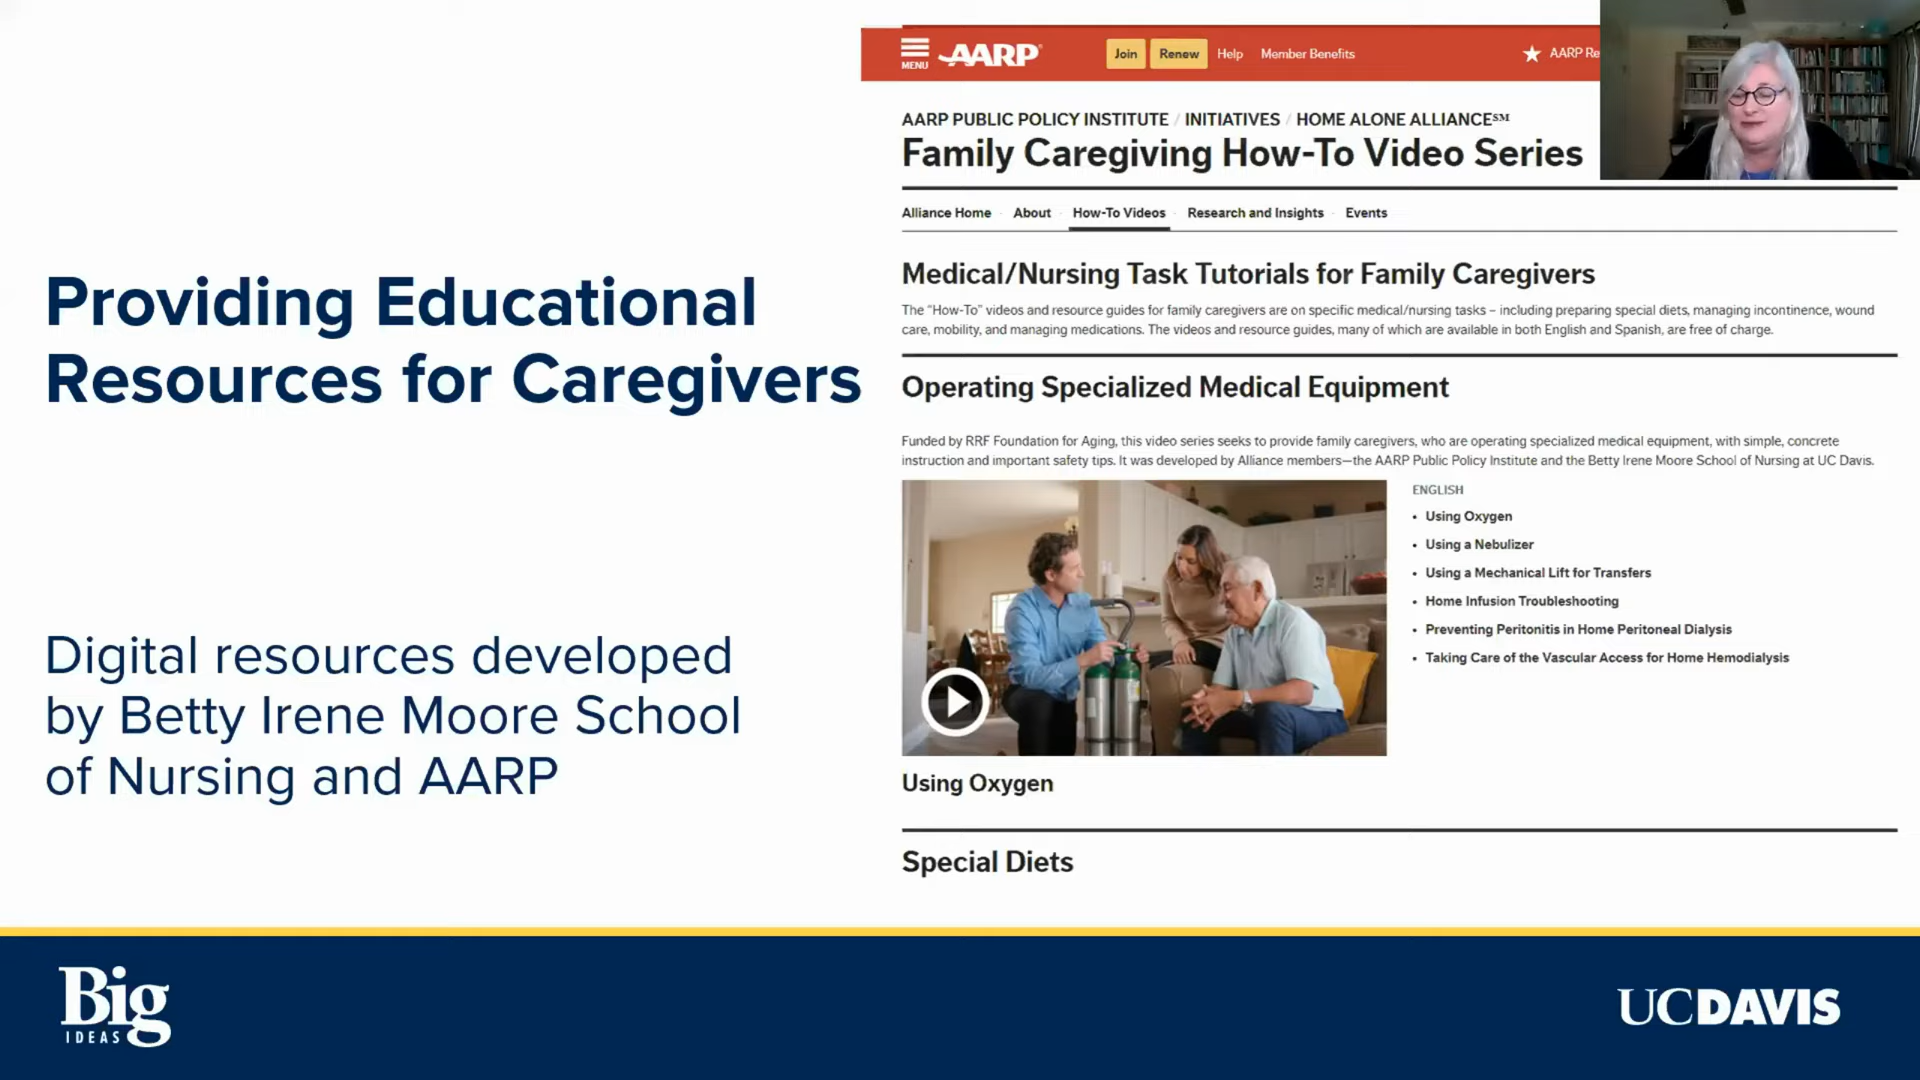 Providing Educational
Resources for Caregivers
Digital resources developed
by Betty Irene Moore School
of Nursing and AARP
MENU
AARP
Join
Renew
Help
Member Benefits
AARP Re
AARP PUBLIC POLICY INSTITUTE / INITIATIVES / HOME ALONE ALLIANCE℠
Family Caregiving How-To Video Series
Alliance Home
About
How-To Videos
Research and Insights
Events
Medical/Nursing Task Tutorials for Family Caregivers
The "How-To" videos and resource guides for family caregivers are on specific medical/nursing tasks – including preparing special diets, managing incontinence, wound
care, mobility, and managing medications. The videos and resource guides, many of which are available in both English and Spanish, are free of charge.
Operating Specialized Medical Equipment
Funded by RRF Foundation for Aging, this video series seeks to provide family caregivers, who are operating specialized medical equipment, with simple, concrete
instruction and important safety tips. It was developed by Alliance members—the AARP Public Policy Institute and the Betty Irene Moore School of Nursing at UC Davis.
ENGLISH
• Using Oxygen
• Using a Nebulizer
• Using a Mechanical Lift for Transfers
• Home Infusion Troubleshooting
• Preventing Peritonitis in Home Peritoneal Dialysis
• Taking Care of the Vascular Access for Home Hemodialysis
Using Oxygen
Special Diets
Big
IDEAS
UCDAVIS